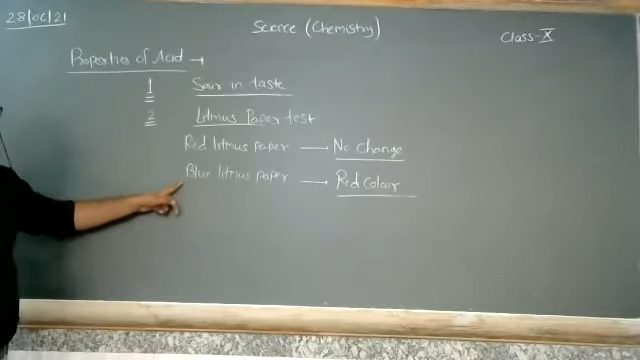 28/06/21
Science (Chemistry)
Class-X
Properties of Acid →
1 Sour in taste
2 Litmus Paper test
Red litmus paper — No Change
Blue litmus paper — Red Colour